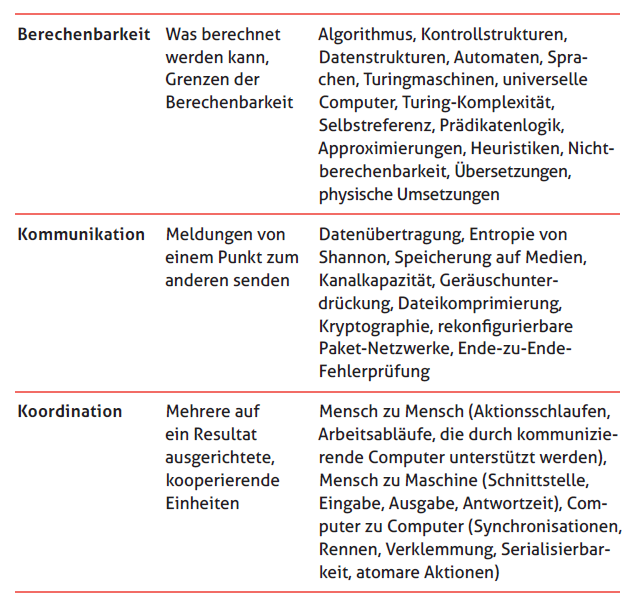 Berechenbarkeit Was berechnet Algorithmus, Kontrollstrukturen,
werden kann, Datenstrukturen, Automaten, Spra-
Grenzen der chen, Turingmaschinen, universelle
Berechenbarkeit Computer, Turing-Komplexität,
Selbstreferenz, Prädikatenlogik,
Approximierungen, Heuristiken, Nicht-
berechenbarkeit, Übersetzungen,
physische Umsetzungen
Kommunikation Meldungen von Datenübertragung, Entropie von
einem Punkt zum Shannon, Speicherung auf Medien,
anderen senden Kanalkapazität, Geräuschunter-
drückung, Dateikomprimierung,
Kryptographie, rekonfigurierbare
Paket-Netzwerke, Ende-zu-Ende-
Fehlerprüfung
Koordination Mehrere auf Mensch zu Mensch (Aktionsschlaufen,
ein Resultat Arbeitsabläufe, die durch kommunizie-
ausgerichtete, rende Computer unterstützt werden),
kooperierende Mensch zu Maschine (Schnittstelle,
Einheiten Eingabe, Ausgabe, Antwortzeit), Com-
puter zu Computer (Synchronisationen,
Rennen, Verklemmung, Serialisierbar-
keit, atomare Aktionen)